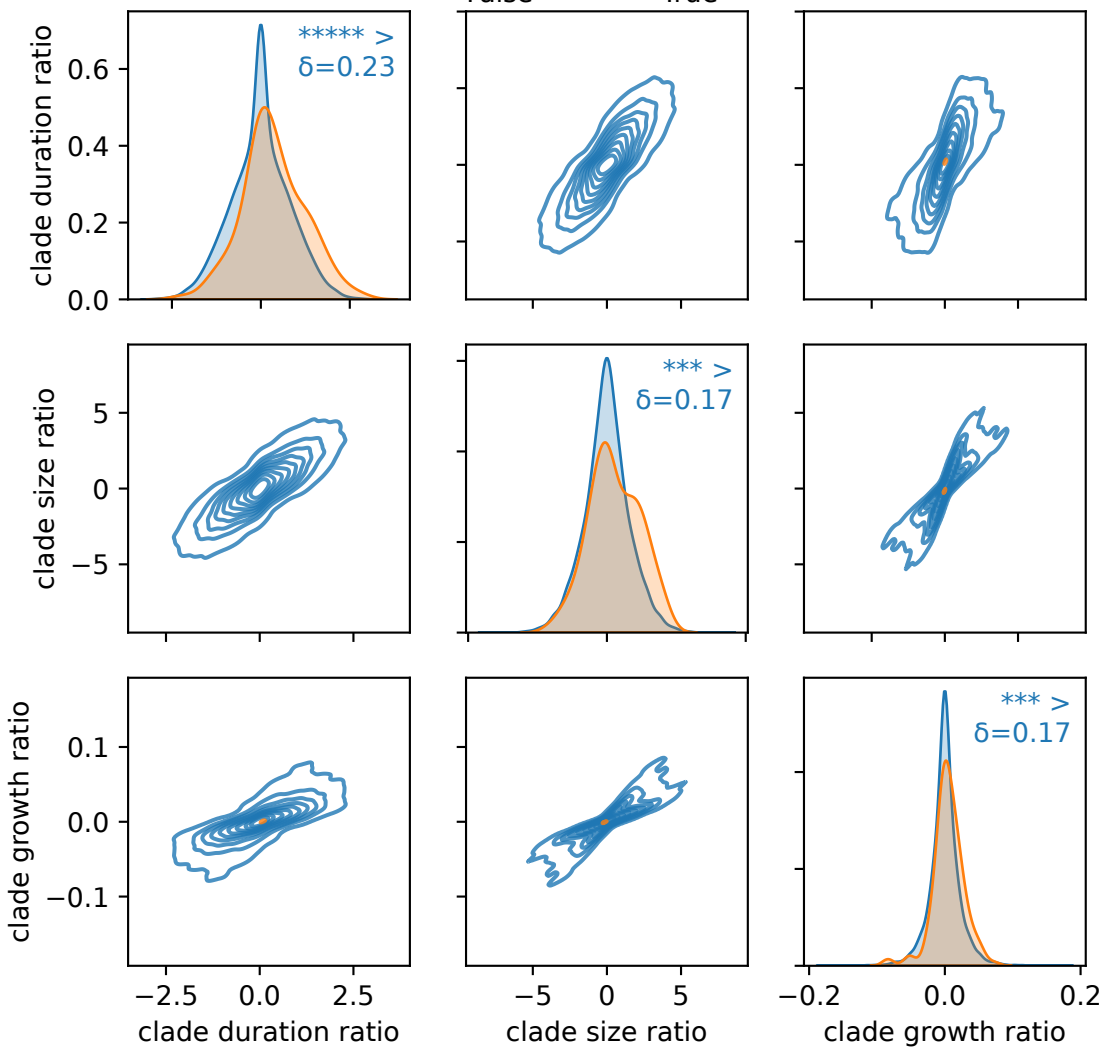 clade duration ratio
0.6
0.4
0.2
0.0
***** >
δ=0.23
clade size ratio
5
0
−5
*** >
δ=0.17
clade growth ratio
0.1
0.0
−0.1
*** >
δ=0.17
−2.5 0.0 2.5
−5 0 5
−0.2 0.0 0.2
clade duration ratio
clade size ratio
clade growth ratio